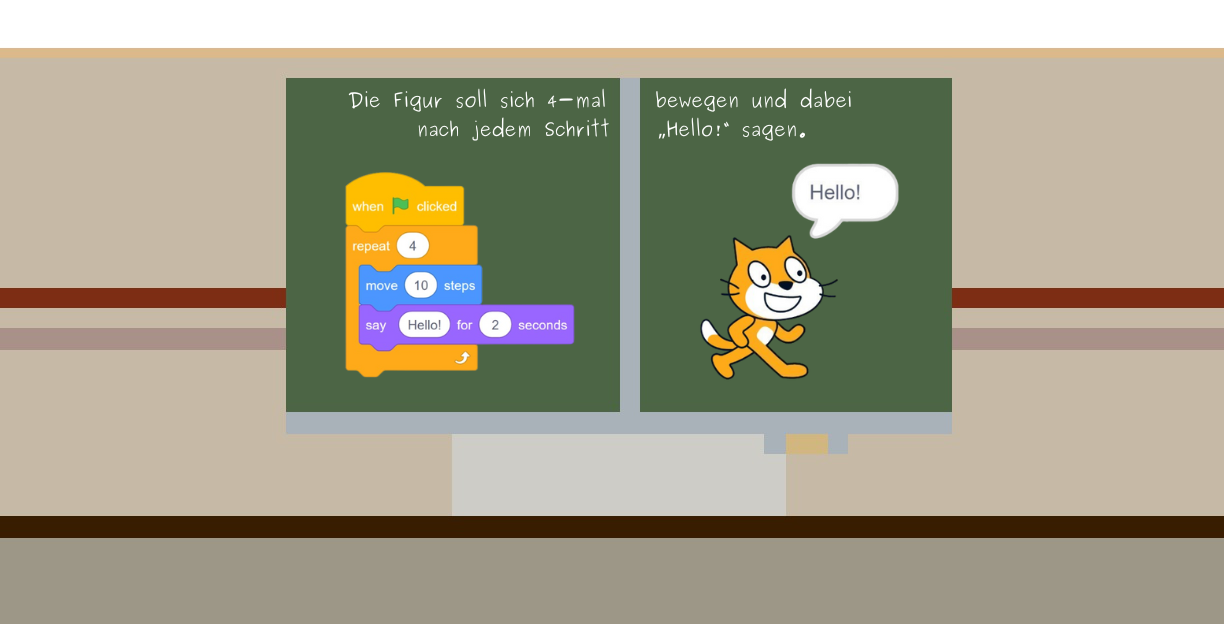 Die Figur soll sich 4-mal
nach jedem Schritt
bewegen und dabei
„Hello!“ sagen.
when clicked
repeat 4
move 10 steps
say Hello! for 2 seconds
Hello!